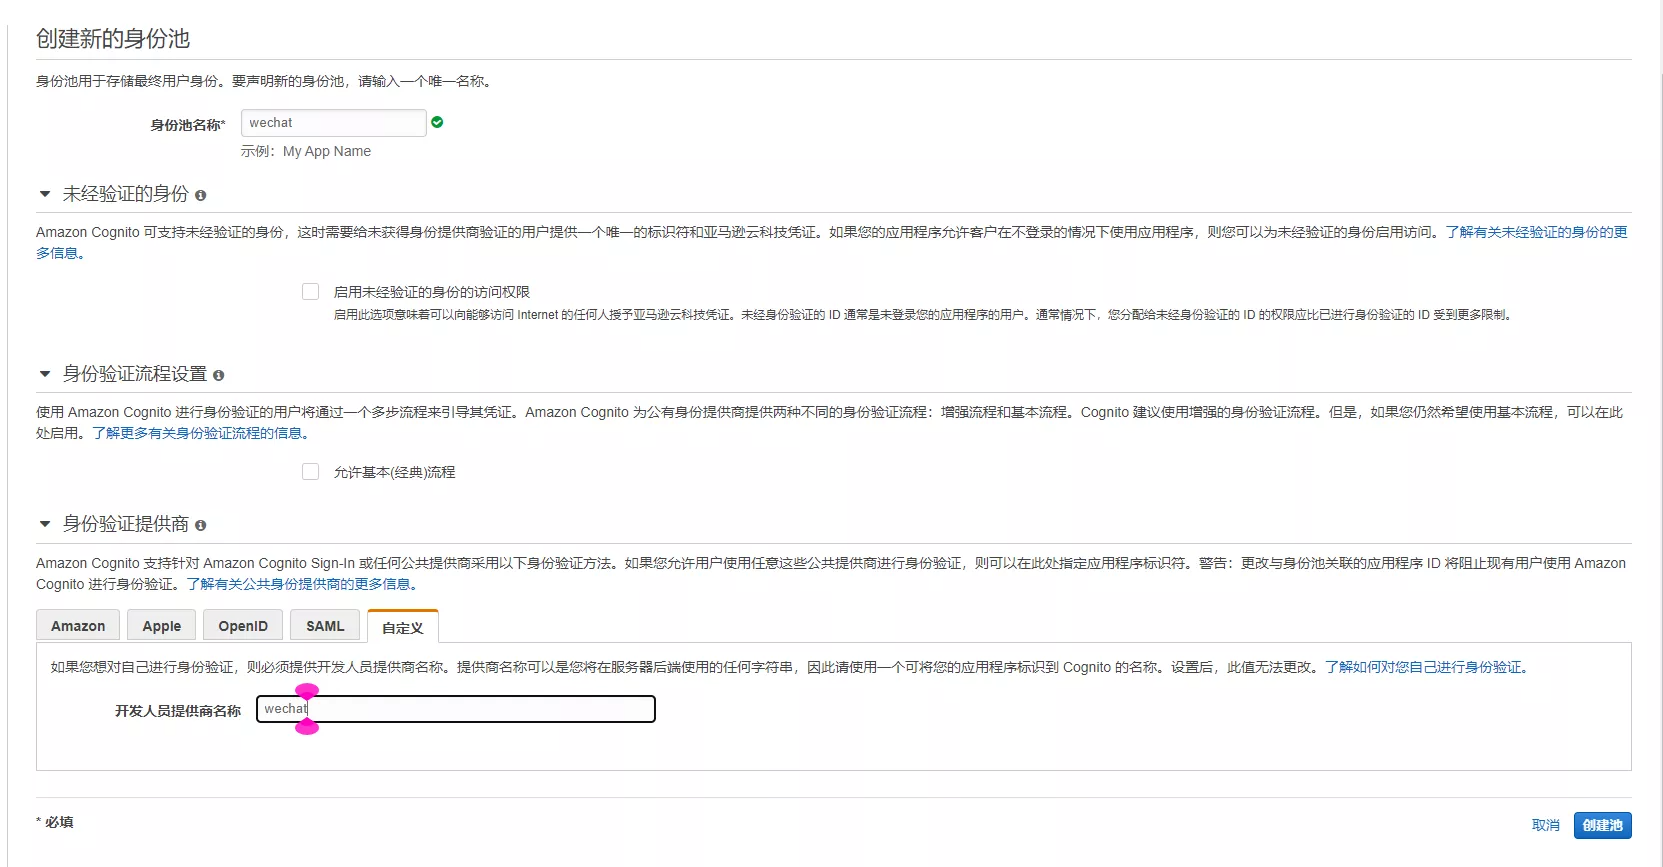 创建新的身份池
身份池用于存储最终用户身份。要声明新的身份池，请输入一个唯一名称。
身份池名称* wechat
示例：My App Name
未经验证的身份
Amazon Cognito 可支持未经验证的身份，这时需要给未获得身份提供商验证的用户提供一个唯一的标识符和亚马逊云科技凭证。如果您的应用程序允许客户在不登录的情况下使用应用程序，则您可以为未经验证的身份启用访问。了解有关未经验证的身份的更
多信息。
启用未经验证的身份的访问权限
启用此选项意味着可以向能够访问 Internet 的任何人授予亚马逊云科技凭证。未经身份验证的 ID 通常是未登录您的应用程序的用户。通常情况下，您分配给未经身份验证的 ID 的权限应比已进行身份验证的 ID 受到更多限制。
身份验证流程设置
使用 Amazon Cognito 进行身份验证的用户将通过一个多步流程来引导其凭证。Amazon Cognito 为公有身份提供商提供两种不同的身份验证流程：增强流程和基本流程。Cognito 建议使用增强的身份验证流程。但是，如果您仍然希望使用基本流程，可以在此
处启用。了解更多有关身份验证流程的信息。
允许基本(经典)流程
身份验证提供商
Amazon Cognito 支持针对 Amazon Cognito Sign-In 或任何公共提供商采用以下身份验证方法。如果您允许用户使用任意这些公共提供商进行身份验证，则可以在此处指定应用程序标识符。警告：更改与身份池关联的应用程序 ID 将阻止现有用户使用 Amazon
Cognito 进行身份验证。了解有关公共身份提供商的更多信息。
Amazon Apple OpenID SAML 自定义
如果您想对自己进行身份验证，则必须提供开发人员提供商名称。提供商名称可以是您将在服务器后端使用的任何字符串，因此请使用一个可将您的应用程序标识到 Cognito 的名称。设置后，此值无法更改。了解如何对您自己进行身份验证。
开发人员提供商名称 wechat
* 必填
取消 创建池